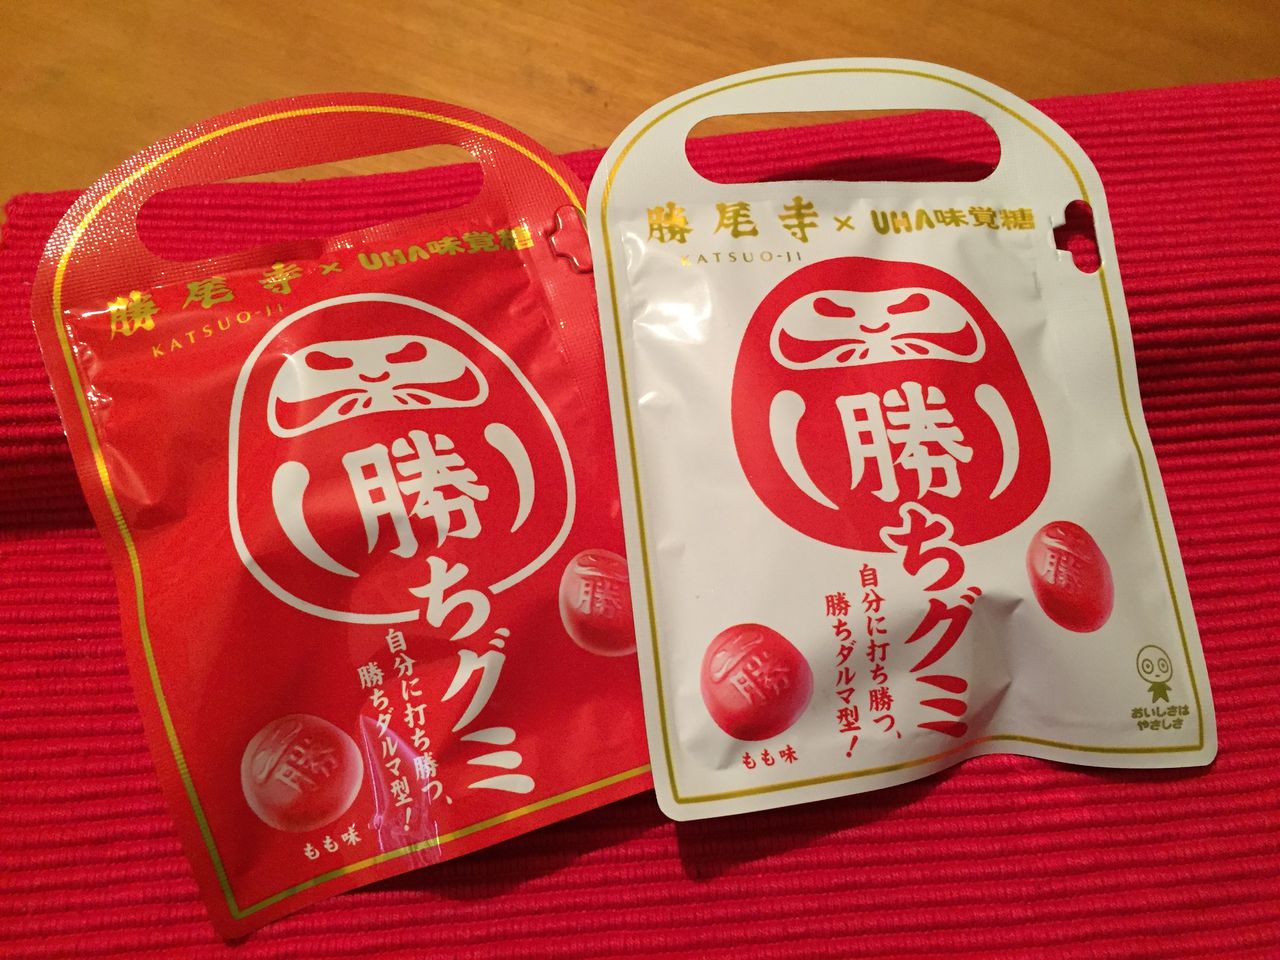 勝尾寺×UHA味覚糖
KATSUO-JI
勝ちグミ
自分に打ち勝つ、
勝ちダルマ型!
勝
勝
もも味
勝尾寺×UHA味覚糖
KATSUO-JI
勝ちグミ
自分に打ち勝つ、
勝ちダルマ型!
勝
勝
もも味
おいしさは
やさしさ